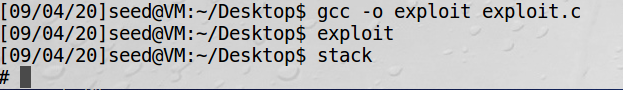 [09/04/20]seed@VM:~/Desktop$ gcc -o exploit exploit.c
[09/04/20]seed@VM:~/Desktop$ exploit
[09/04/20]seed@VM:~/Desktop$ stack
#